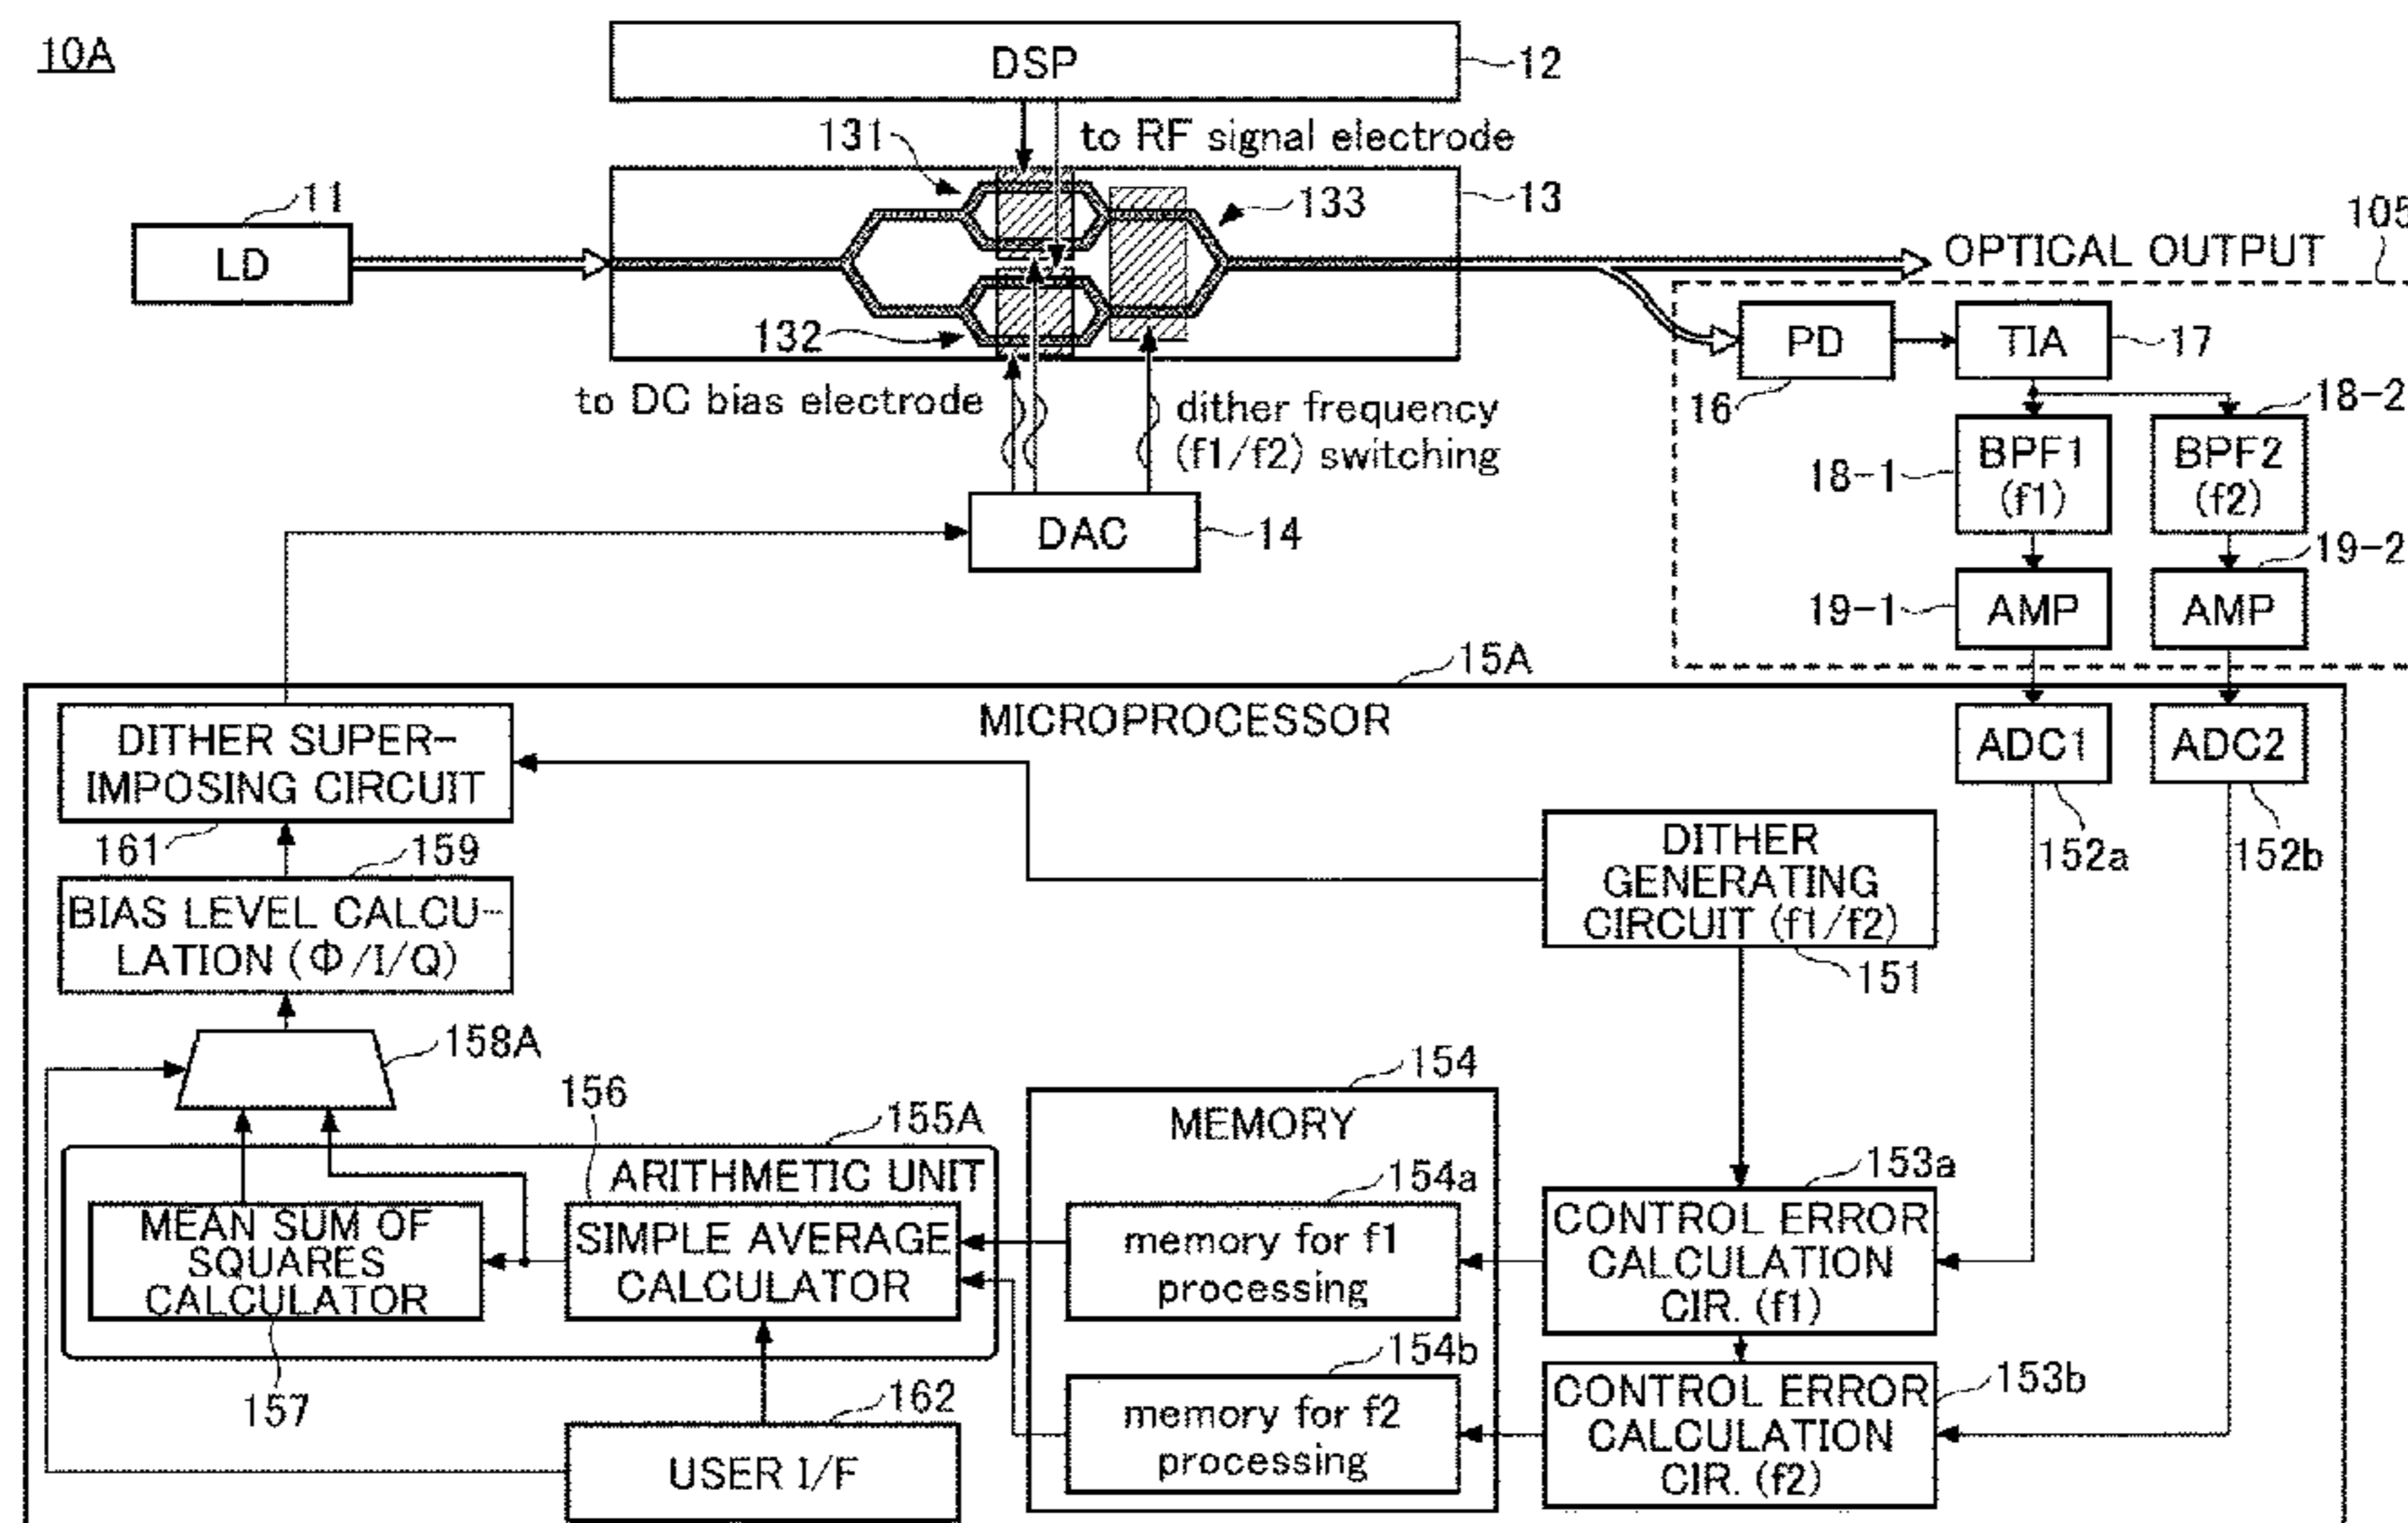 10A
DSP
12
131
to RF signal electrode
11
LD
133
13
105
OPTICAL OUTPUT
132
to DC bias electrode
dither frequency
(f1/f2) switching
PD
16
TIA
17
18-1
BPF1
(f1)
18-2
BPF2
(f2)
DAC
14
19-1
AMP
19-2
AMP
15A
MICROPROCESSOR
DITHER SUPER-
IMPOSING CIRCUIT
161
ADC1
152a
ADC2
152b
159
BIAS LEVEL CALCU-
LATION (Φ/I/Q)
DITHER
GENERATING
CIRCUIT (f1/f2)
151
158A
156
155A
ARITHMETIC UNIT
MEAN SUM OF
SQUARES
CALCULATOR
157
SIMPLE AVERAGE
CALCULATOR
154
MEMORY
154a
memory for f1
processing
154b
memory for f2
processing
153a
CONTROL ERROR
CALCULATION
CIR. (f1)
153b
CONTROL ERROR
CALCULATION
CIR. (f2)
162
USER I/F